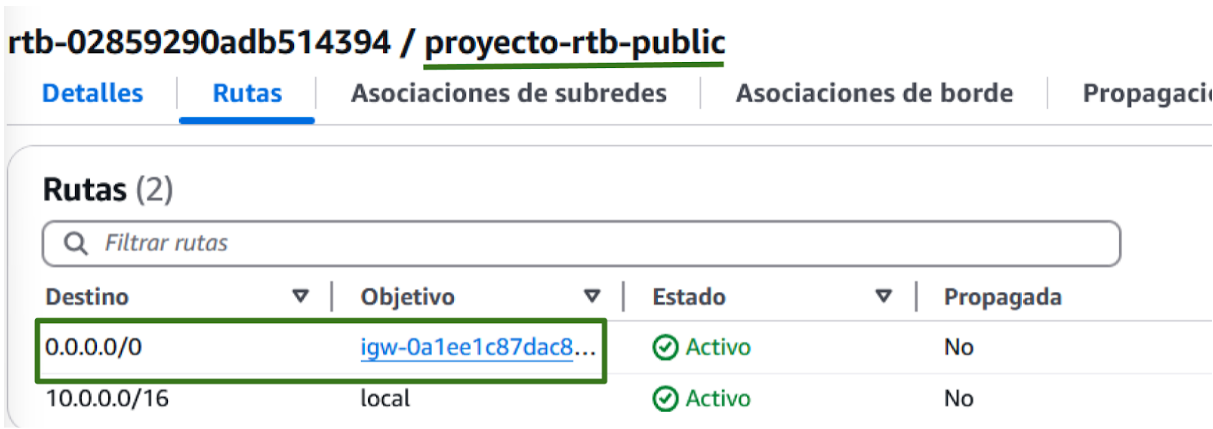 rtb-02859290adb514394 / proyecto-rtb-public
Detalles Rutas Asociaciones de subredes Asociaciones de borde Propagaci
Rutas (2)
Filtrar rutas
Destino Objetivo Estado Propagada
0.0.0.0/0 igw-0a1ee1c87dac8... Activo No
10.0.0.0/16 local Activo No